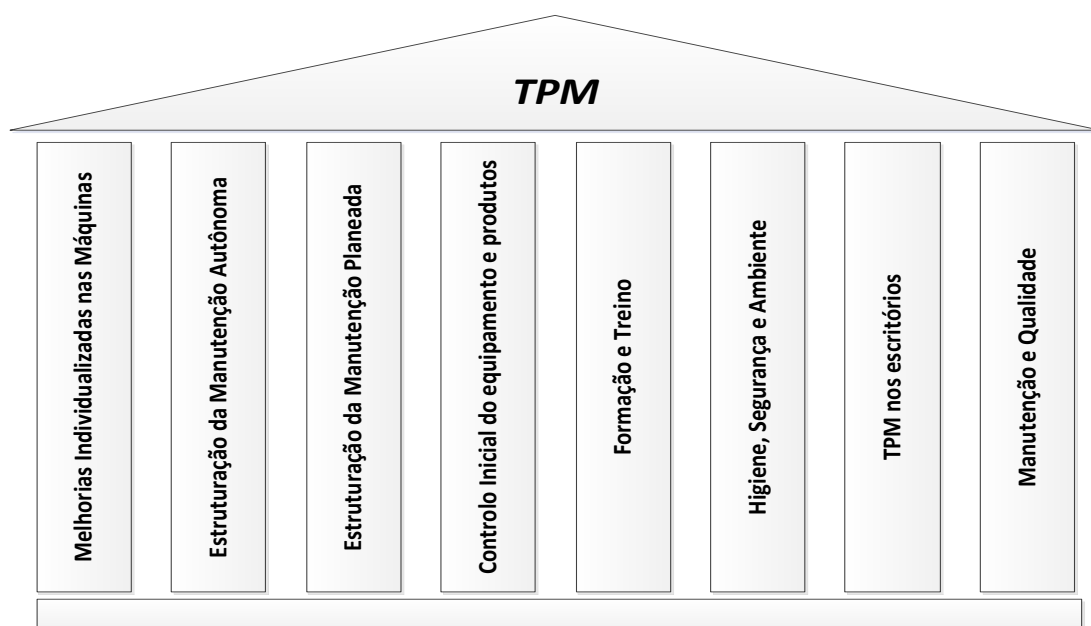 TPM
Melhorias Individualizadas nas Máquinas
Estruturação da Manutenção Autônoma
Estruturação da Manutenção Planeada
Controlo Inicial do equipamento e produtos
Formação e Treino
Higiene, Segurança e Ambiente
TPM nos escritórios
Manutenção e Qualidade